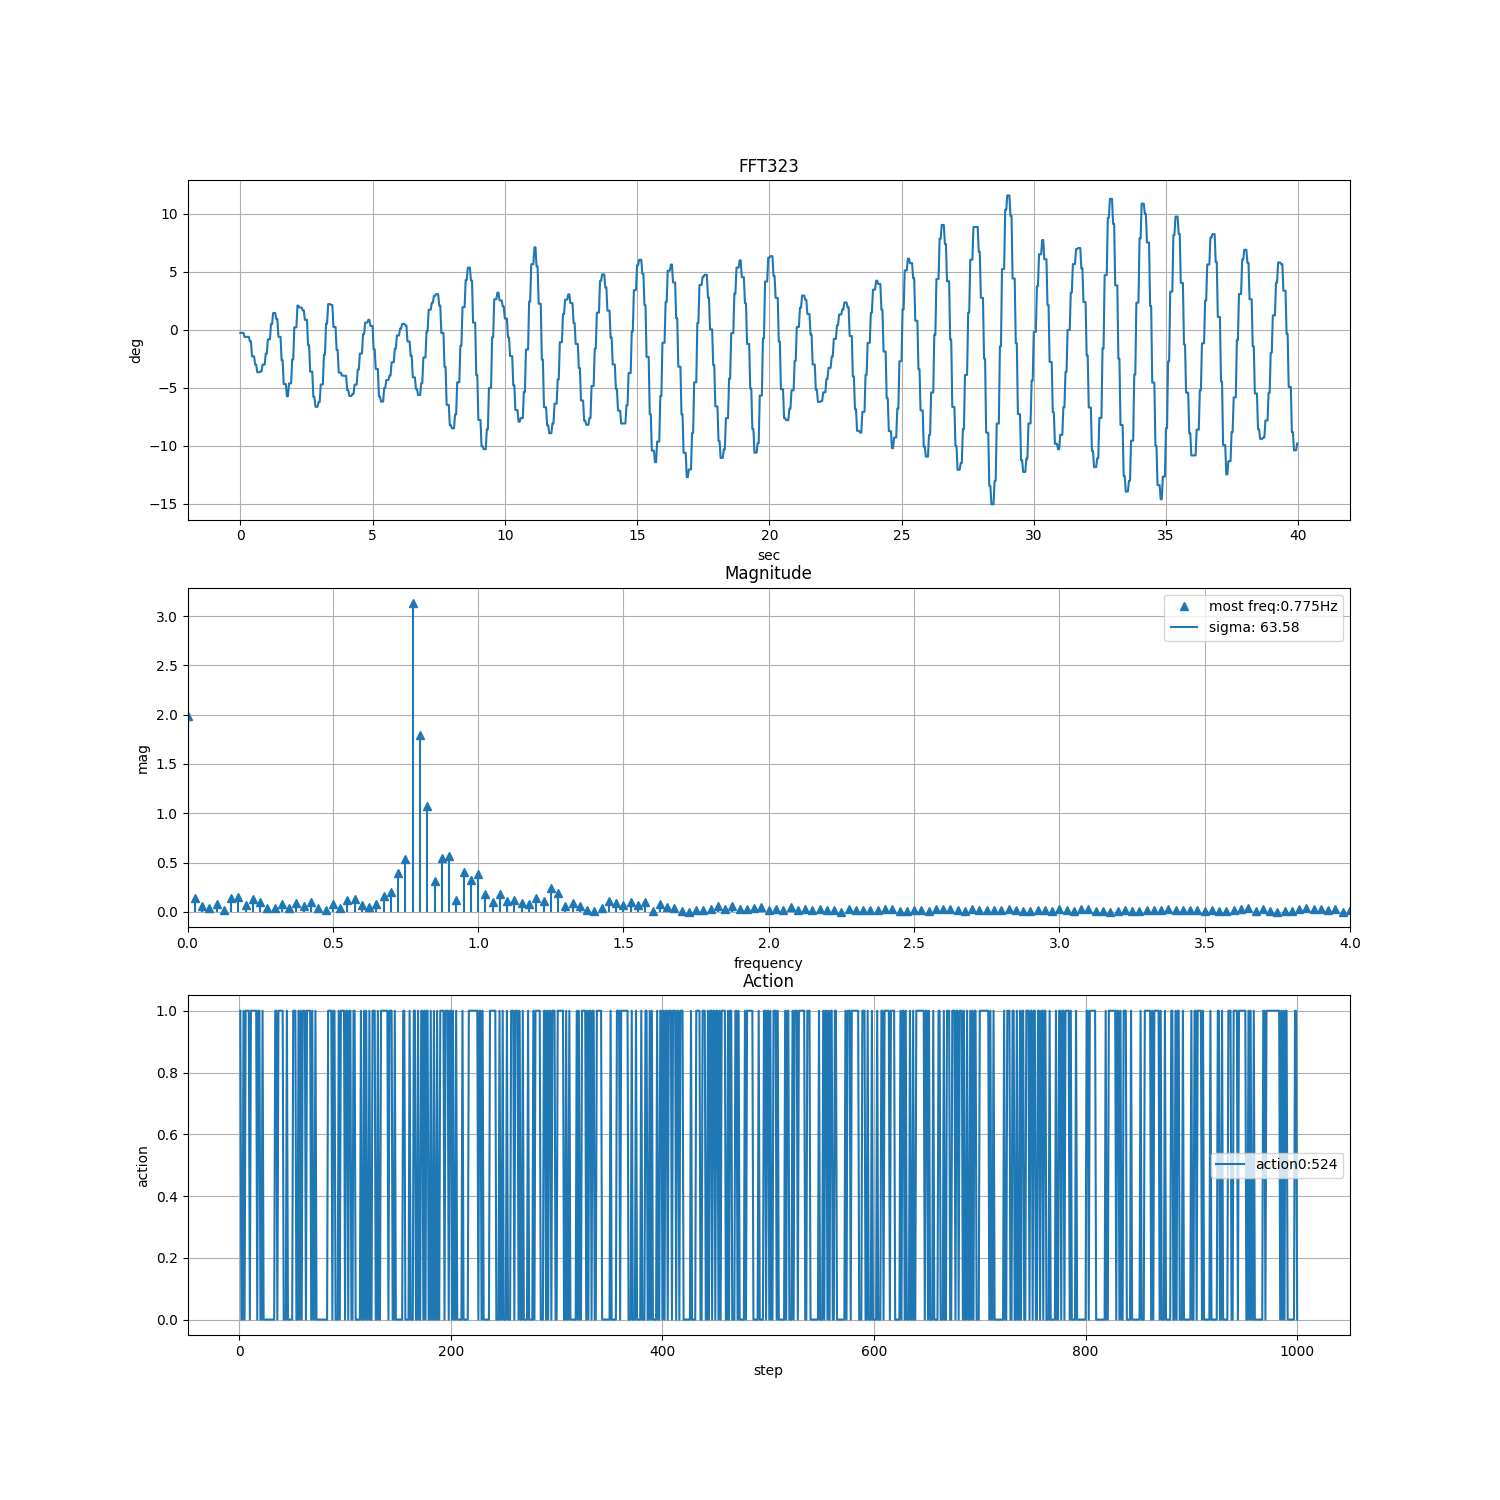 FFT323
10
5
0
−5
−10
−15
deg
0 5 10 15 20 25 30 35 40
sec
Magnitude
most freq:0.775Hz
sigma: 63.58
3.0
2.5
2.0
1.5
1.0
0.5
0.0
mag
0.0 0.5 1.0 1.5 2.0 2.5 3.0 3.5 4.0
frequency
Action
1.0
0.8
0.6
0.4
0.2
0.0
action
action0:524
0 200 400 600 800 1000
step